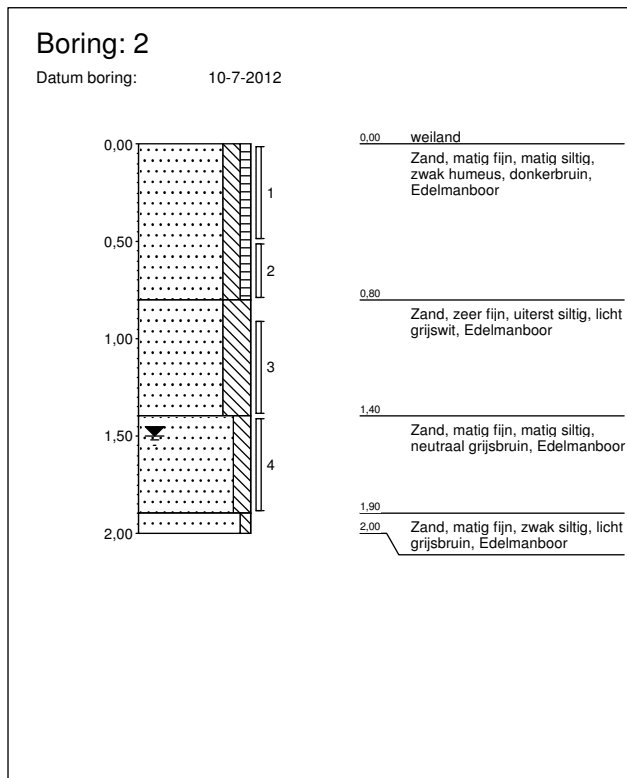 Boring: 2
Datum boring: 10-7-2012
0,00
0,50
1,00
1,50
2,00
1
2
3
4
0,00 weiland
Zand, matig fijn, matig siltig,
zwak humeus, donkerbruin,
Edelmanboor
0,80
Zand, zeer fijn, uiterst siltig, licht
grijswit, Edelmanboor
1,40
Zand, matig fijn, matig siltig,
neutraal grijsbruin, Edelmanboor
1,90
2,00
Zand, matig fijn, zwak siltig, licht
grijsbruin, Edelmanboor